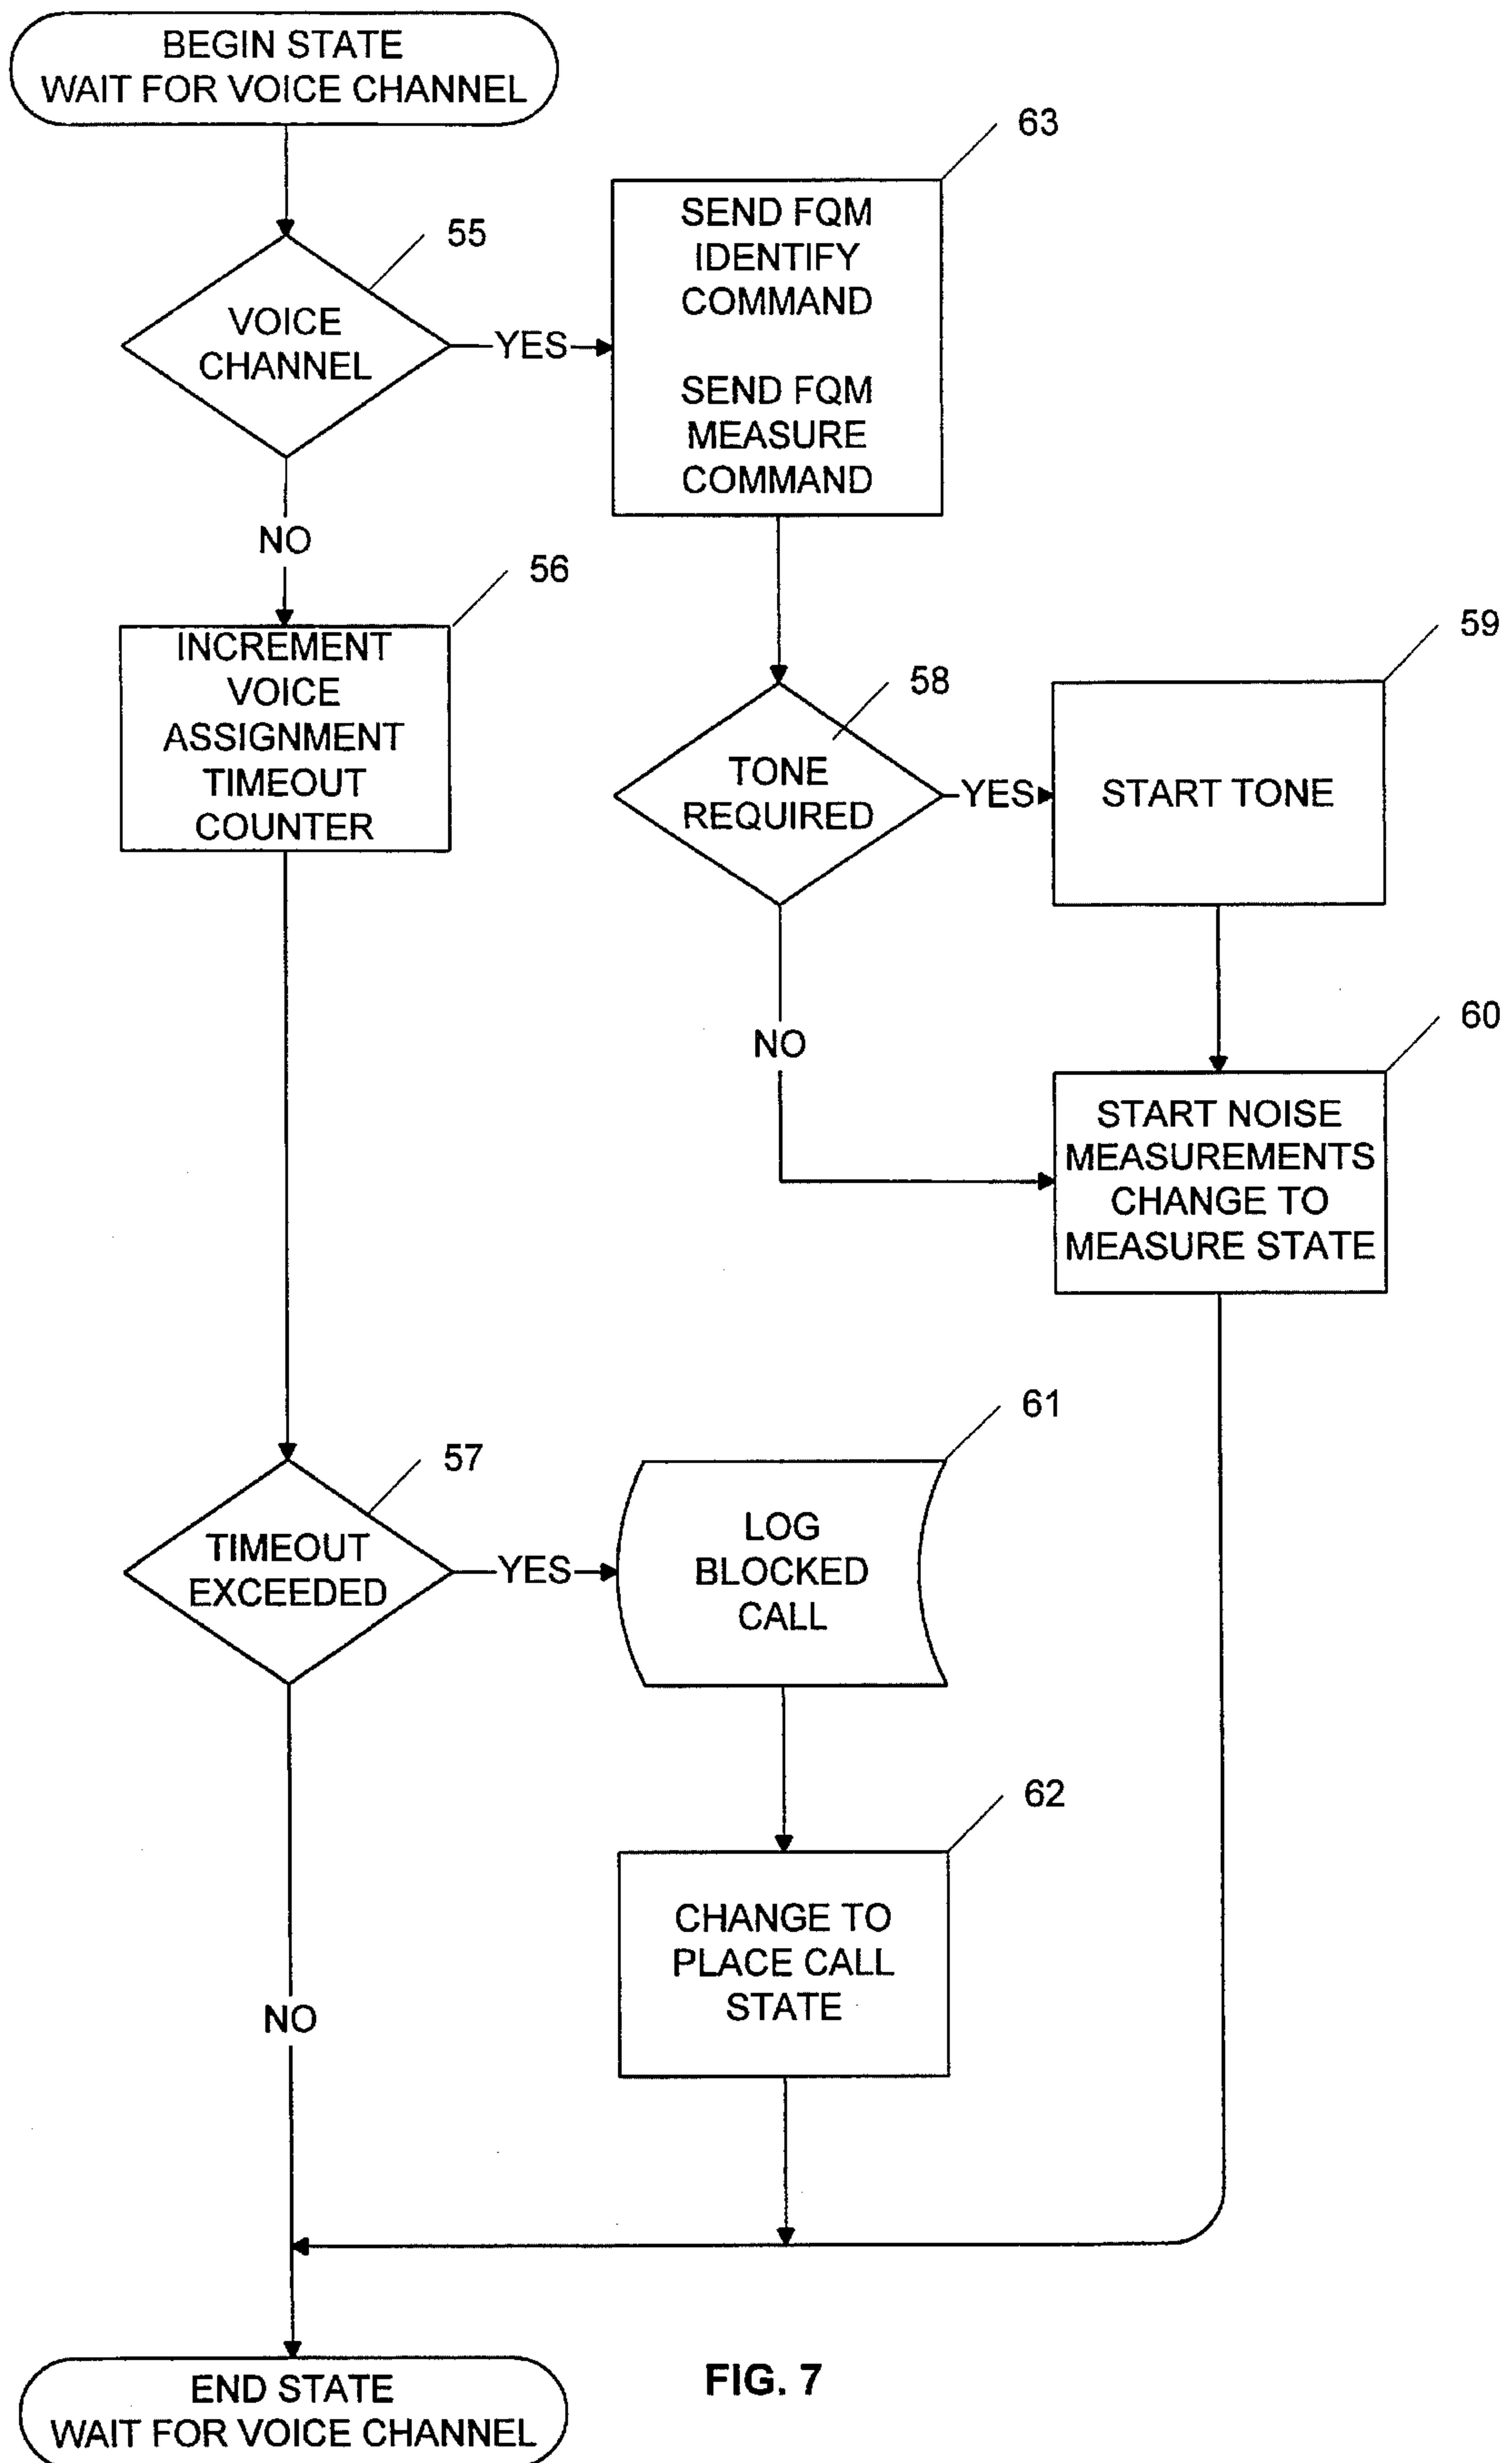 BEGIN STATE
WAIT FOR VOICE CHANNEL
63
SEND FQM
IDENTIFY
COMMAND
SEND FQM
MEASURE
COMMAND
55
VOICE
CHANNEL
YES
NO
56
INCREMENT
VOICE
ASSIGNMENT
TIMEOUT
COUNTER
58
TONE
REQUIRED
YES
59
START TONE
NO
60
START NOISE
MEASUREMENTS
CHANGE TO
MEASURE STATE
57
TIMEOUT
EXCEEDED
YES
61
LOG
BLOCKED
CALL
62
CHANGE TO
PLACE CALL
STATE
NO
END STATE
WAIT FOR VOICE CHANNEL
FIG. 7